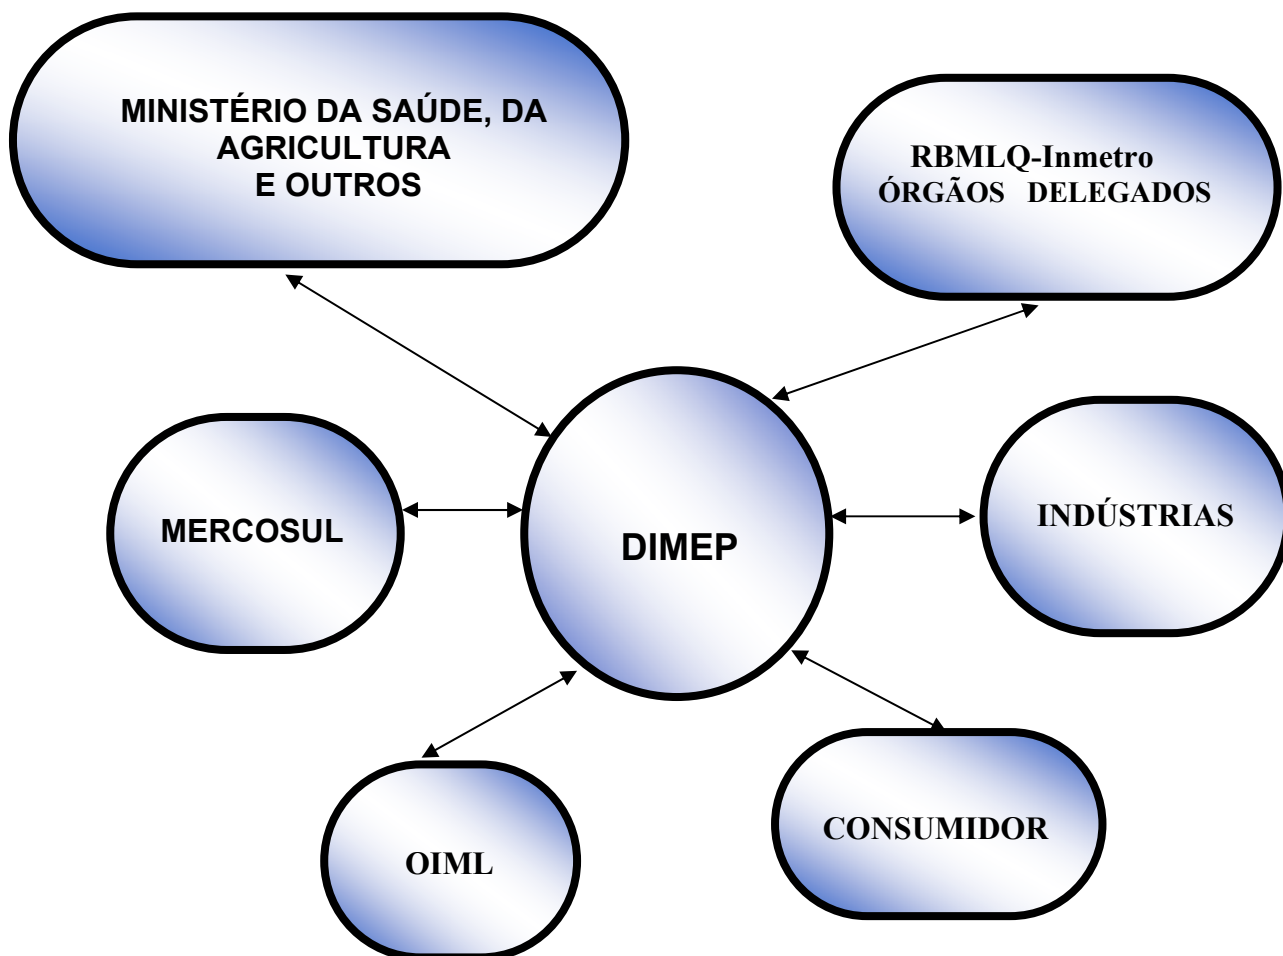 MINISTÉRIO DA SAÚDE, DA
AGRICULTURA
E OUTROS
RBMLQ-Inmetro
ÓRGÃOS DELEGADOS
MERCOSUL
DIMEP
INDÚSTRIAS
OIML
CONSUMIDOR